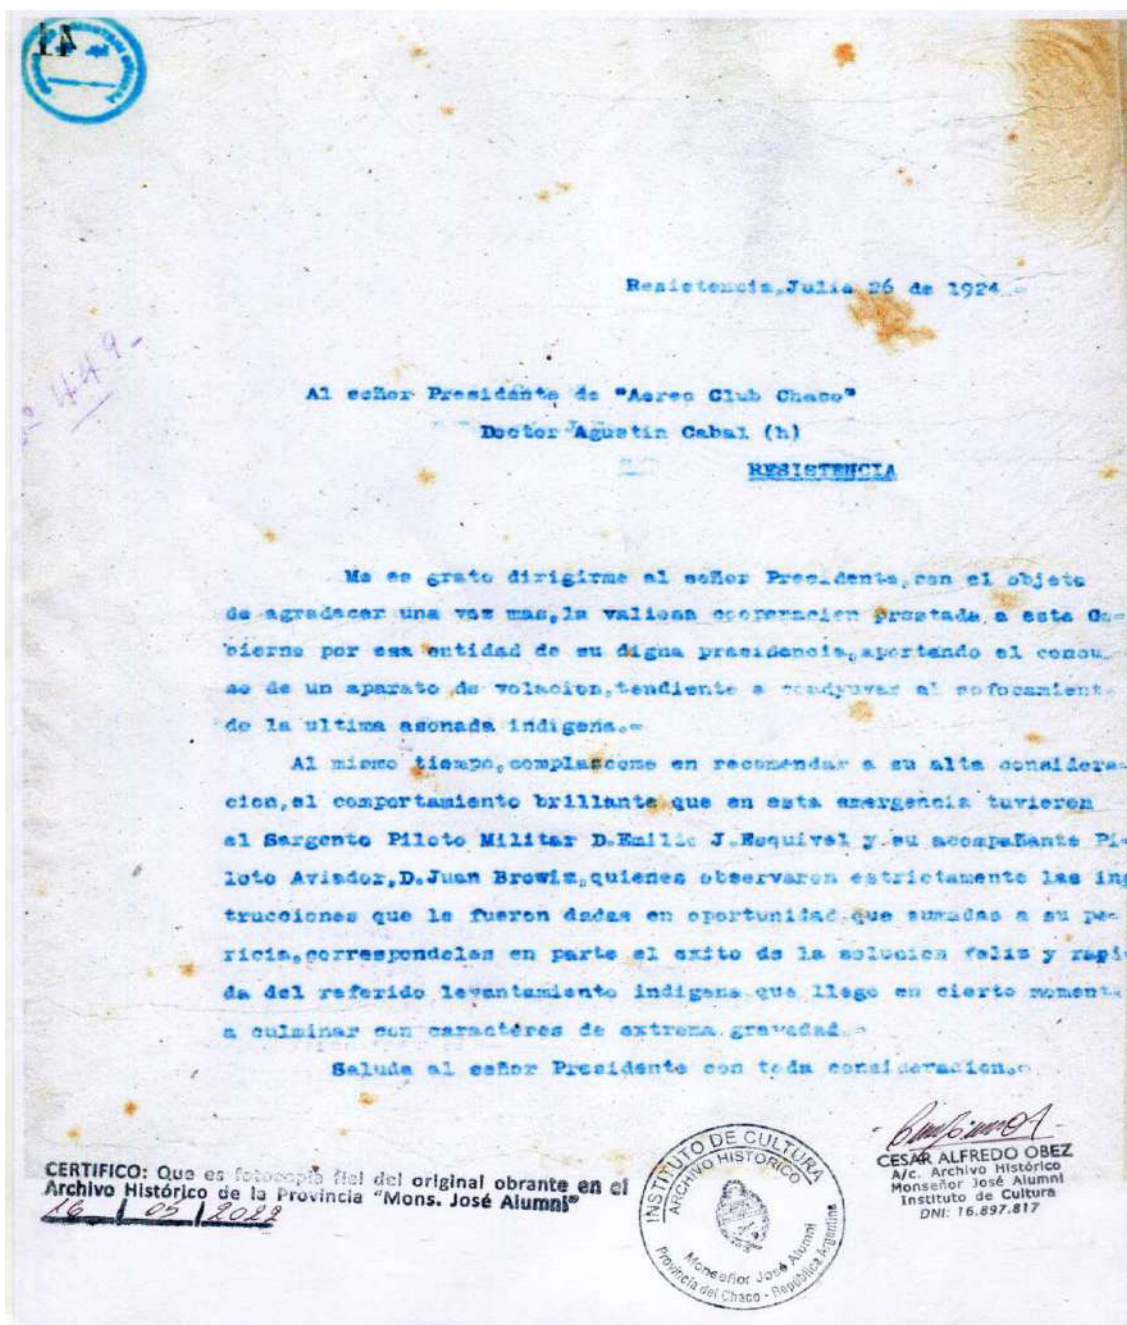 41
Resistencia, Julio 26 de 1924.-
449-
Al señor Presidente de "Aereo Club Chaco"
Doctor Agustin Cabal (h)
RESISTENCIA
Me es grato dirigirme al señor Presidente, con el objeto
de agradecer una vez mas, la valiosa cooperacion prestada a este Go-
bierno por esa entidad de su digna presidencia, aportando el concur-
so de un aparato de volacion, tendiente a coadyuvar al sofocamiento
de la ultima asonada indigena.-
Al mismo tiempo, complazcome en recomendar a su alta considera-
cion, el comportamiento brillante que en esta emergencia tuvieron
el Sargento Piloto Militar D. Emilio J. Esquivel y su acompañante Pi-
loto Aviador, D. Juan Browis, quienes observaron estrictamente las ins
trucciones que le fueron dadas en oportunidad que sumadas a su pe-
ricia, correspondeles en parte el exito de la solucion feliz y rapi-
da del referido levantamiento indigena que llego en cierto moment
a culminar con caractéres de extrema gravedad.-
Saluda al señor Presidente con toda consideracion.-
CERTIFICO: Que es fotocopia fiel del original obrante en el
Archivo Histórico de la Provincia "Mons. José Alumni"
16 / 05 / 2022
INSTITUTO DE CULTURA
ARCHIVO HISTÓRICO
Monseñor José Alumni
Provincia del Chaco - República Argentina
CESAR ALFREDO OBEZ
A/c. Archivo Histórico
Monseñor José Alumni
Instituto de Cultura
DNI: 16.897.817